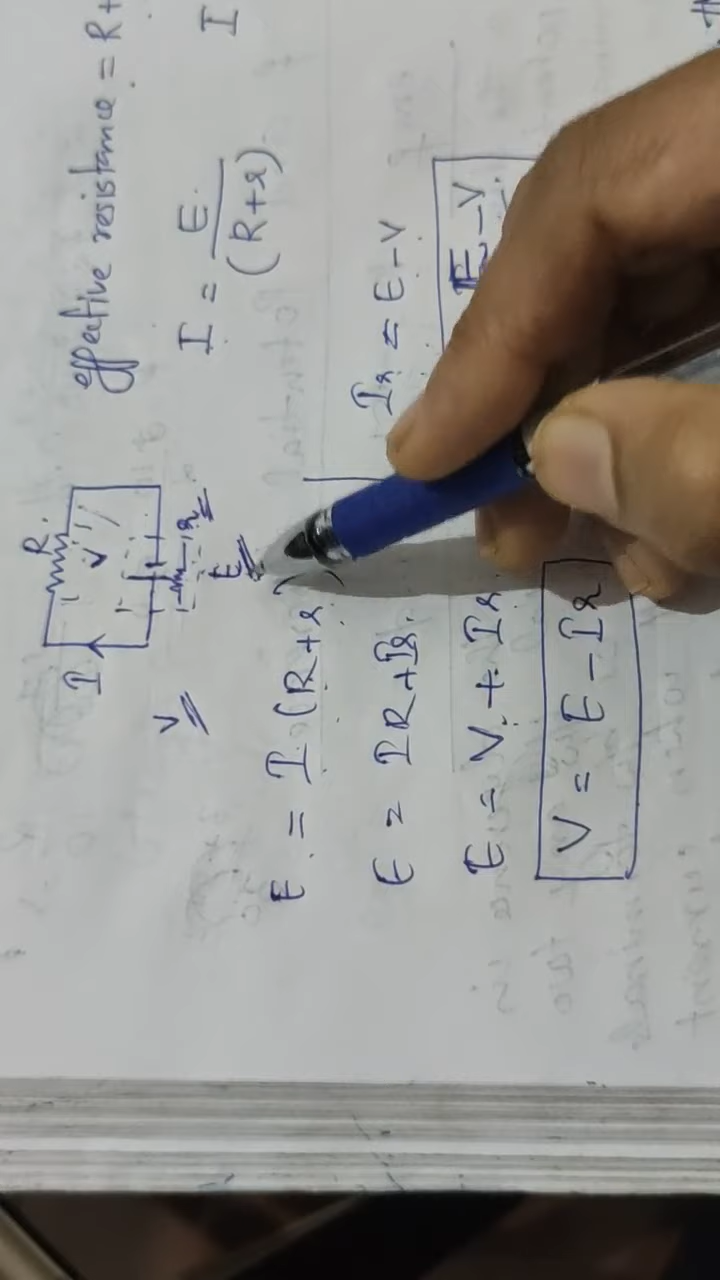 R
I
V
r
E
V
effective resistance = R+
I = E/(R+r)
I
E = I(R+r)
E = IR+Ir.
E = V + Ir
V = E - Ir
Ir = E - V
E - V